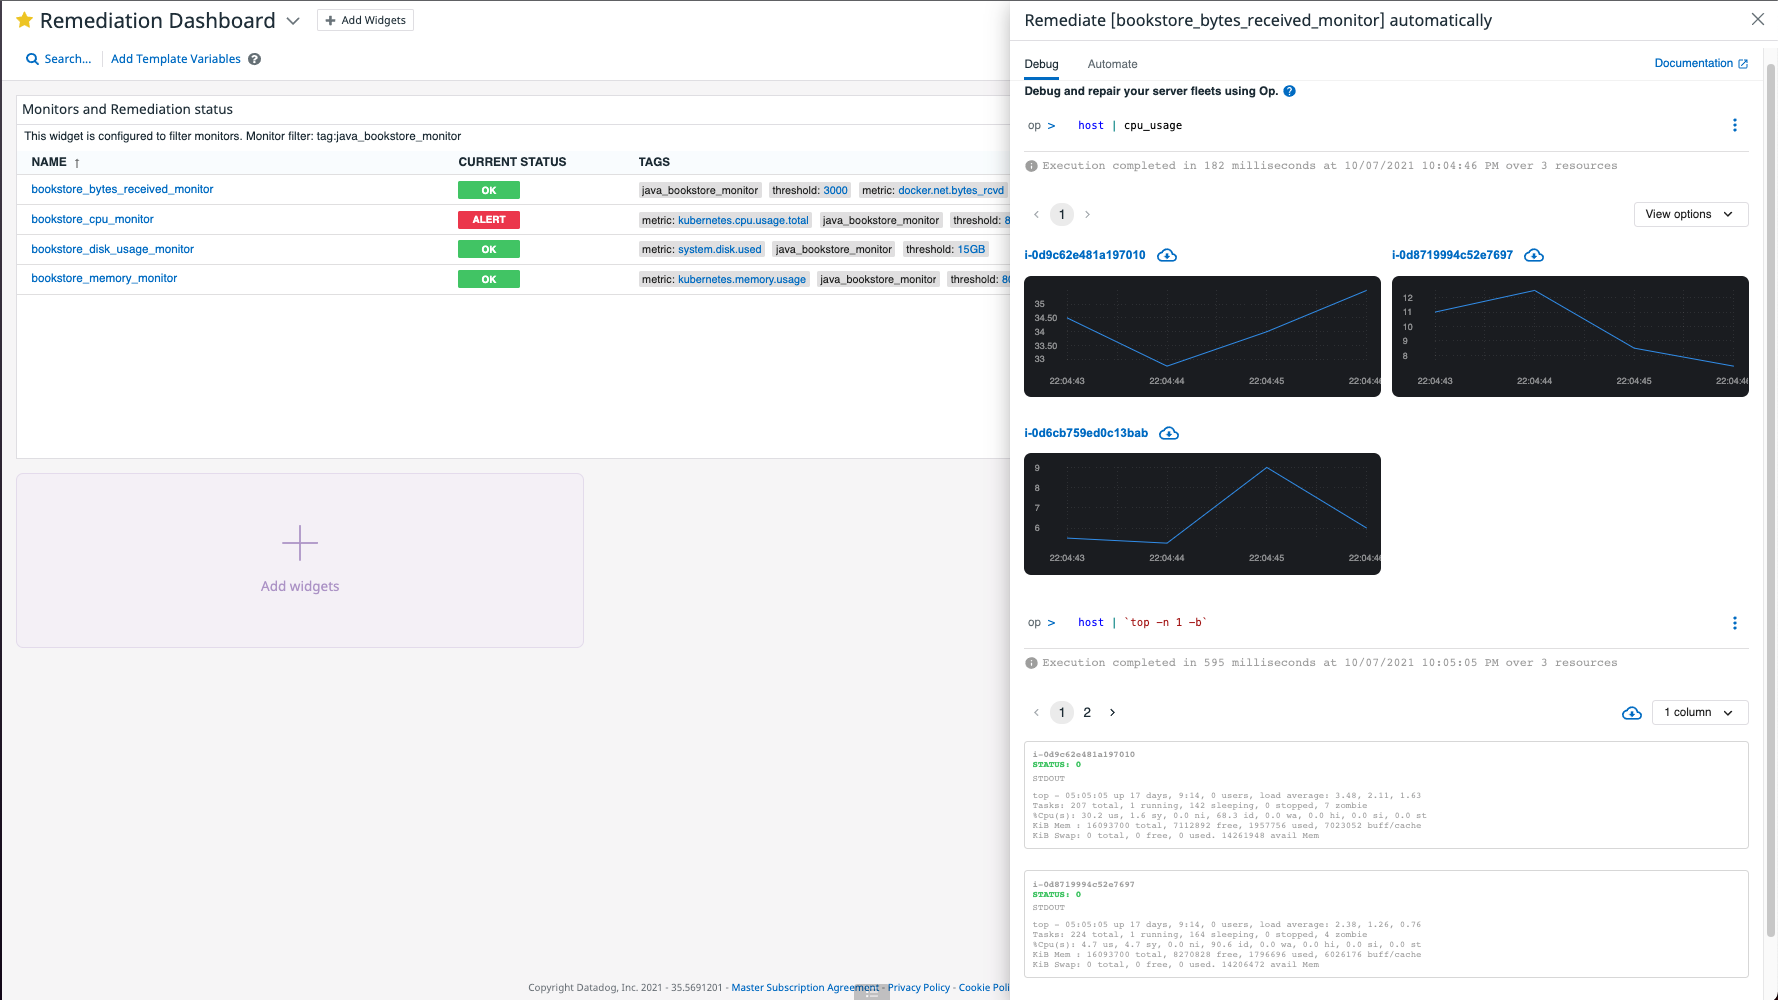 Remediation Dashboard
Add Widgets
Search...
Add Template Variables
Monitors and Remediation status
This widget is configured to filter monitors. Monitor filter: tag:java_bookstore_monitor
NAME ↑ CURRENT STATUS TAGS
bookstore_bytes_received_monitor OK java_bookstore_monitor threshold: 3000 metric: docker.net.bytes_rcvd
bookstore_cpu_monitor ALERT metric: kubernetes.cpu.usage.total java_bookstore_monitor threshold: 8
bookstore_disk_usage_monitor OK metric: system.disk.used java_bookstore_monitor threshold: 15GB
bookstore_memory_monitor OK metric: kubernetes.memory.usage java_bookstore_monitor threshold: 80
Add widgets
Copyright Datadog, Inc. 2021 - 35.5691201 - Master Subscription Agreement - Privacy Policy - Cookie Poli
Remediate [bookstore_bytes_received_monitor] automatically
Debug Automate Documentation
Debug and repair your server fleets using Op.
op > host | cpu_usage
Execution completed in 182 milliseconds at 10/07/2021 10:04:46 PM over 3 resources
< 1 > View options
i-0d9c62e481a197010
35
34.50
34
33.50
33
22:04:43 22:04:44 22:04:45 22:04:46
i-0d8719994c52e7697
12
11
10
9
8
22:04:43 22:04:44 22:04:45 22:04:46
i-0d6cb759ed0c13bab
9
8
7
6
22:04:43 22:04:44 22:04:45 22:04:46
op > host | `top -n 1 -b`
Execution completed in 595 milliseconds at 10/07/2021 10:05:05 PM over 3 resources
< 1 2 > 1 column
i-0d9c62e481a197010
STATUS: 0
STDOUT
top - 05:05:05 up 17 days, 9:14, 0 users, load average: 3.48, 2.11, 1.63
Tasks: 207 total, 1 running, 142 sleeping, 0 stopped, 7 zombie
%Cpu(s): 30.2 us, 1.6 sy, 0.0 ni, 68.3 id, 0.0 wa, 0.0 hi, 0.0 si, 0.0 st
KiB Mem : 16093700 total, 7112892 free, 1957756 used, 7023052 buff/cache
KiB Swap: 0 total, 0 free, 0 used. 14261948 avail Mem
i-0d8719994c52e7697
STATUS: 0
STDOUT
top - 05:05:05 up 17 days, 9:14, 0 users, load average: 2.38, 1.26, 0.76
Tasks: 224 total, 1 running, 164 sleeping, 0 stopped, 4 zombie
%Cpu(s): 4.7 us, 4.7 sy, 0.0 ni, 90.6 id, 0.0 wa, 0.0 hi, 0.0 si, 0.0 st
KiB Mem : 16093700 total, 8270828 free, 1796696 used, 6026176 buff/cache
KiB Swap: 0 total, 0 free, 0 used. 14206472 avail Mem